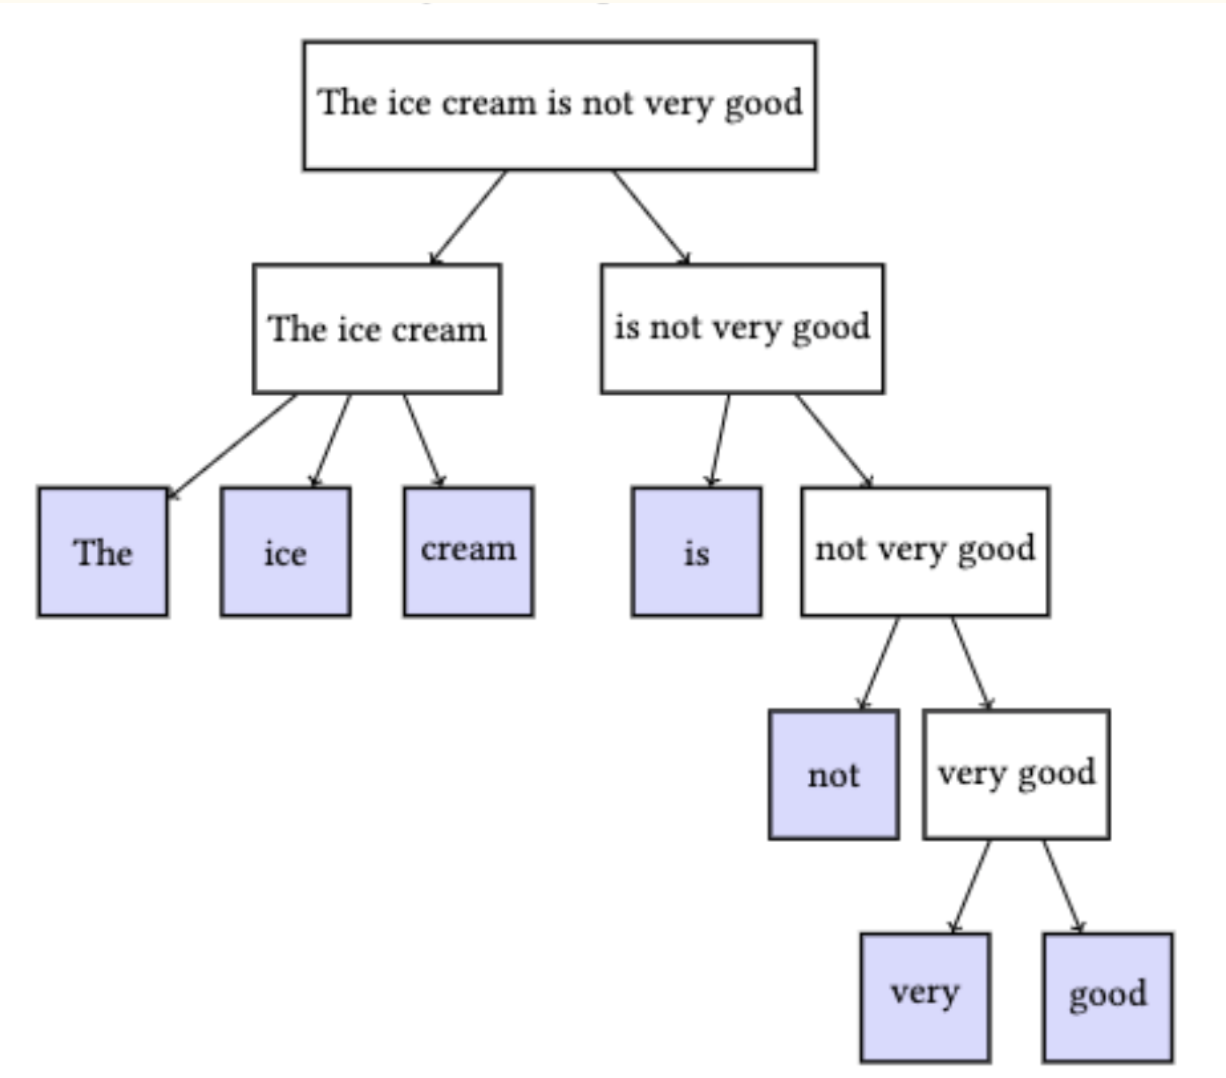 The ice cream is not very good
The ice cream
is not very good
The
ice
cream
is
not very good
not
very good
very
good